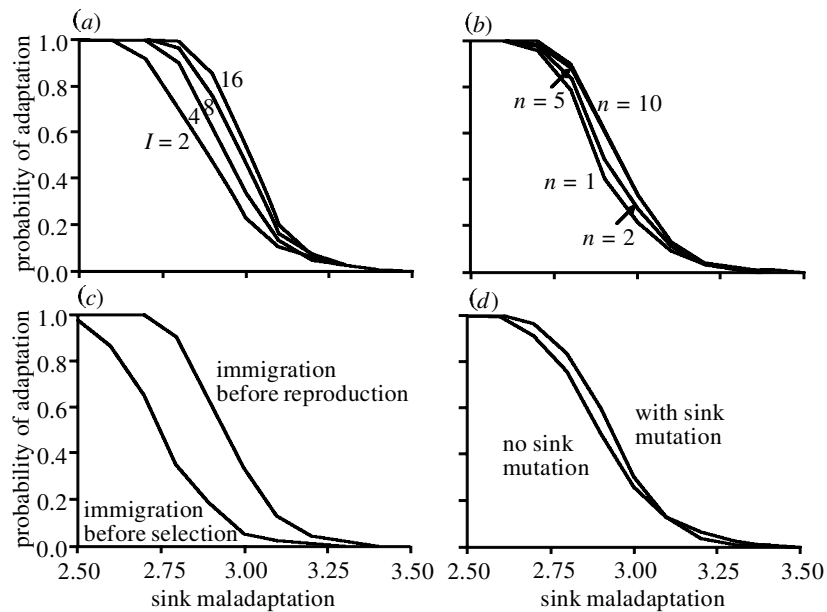 (a)
probability of adaptation
1.0
0.8
0.6
0.4
0.2
0.0
16
8
4
I = 2
(b)
n = 5
n = 10
n = 1
n = 2
(c)
probability of adaptation
1.0
0.8
0.6
0.4
0.2
0.0
immigration
before reproduction
immigration
before selection
2.50 2.75 3.00 3.25 3.50
sink maladaptation
(d)
with sink
mutation
no sink
mutation
2.50 2.75 3.00 3.25 3.50
sink maladaptation